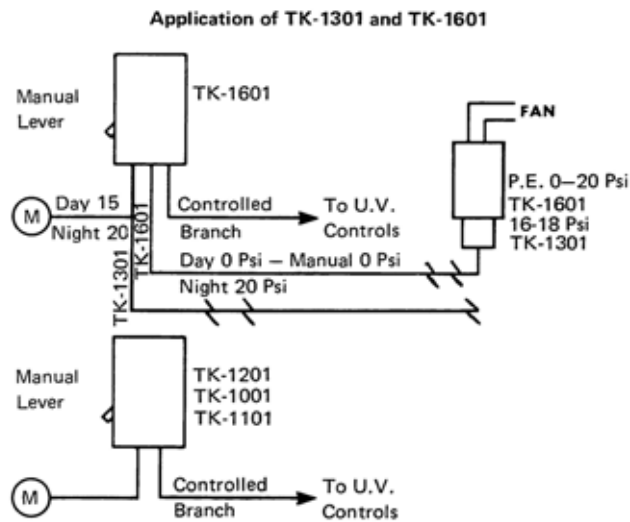 Application of TK-1301 and TK-1601
Manual
Lever
TK-1601
FAN
P.E. 0–20 Psi
TK-1601
16-18 Psi
TK-1301
M
Day 15
Night 20
TK-1301
TK-1601
Controlled
Branch
To U.V.
Controls
Day 0 Psi – Manual 0 Psi
Night 20 Psi
Manual
Lever
TK-1201
TK-1001
TK-1101
M
Controlled
Branch
To U.V.
Controls